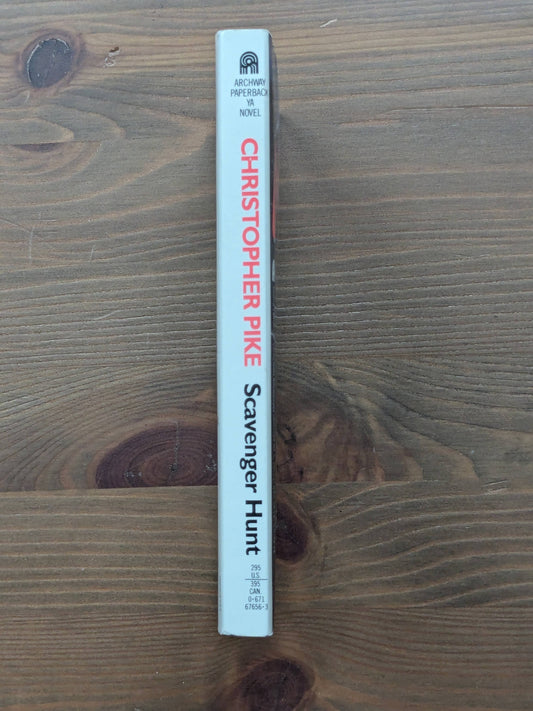 ARCHWAY
PAPERBACK
YA
NOVEL
CHRISTOPHER PIKE Scavenger Hunt
295
U.S.
395
CAN.
0-671
67656-3